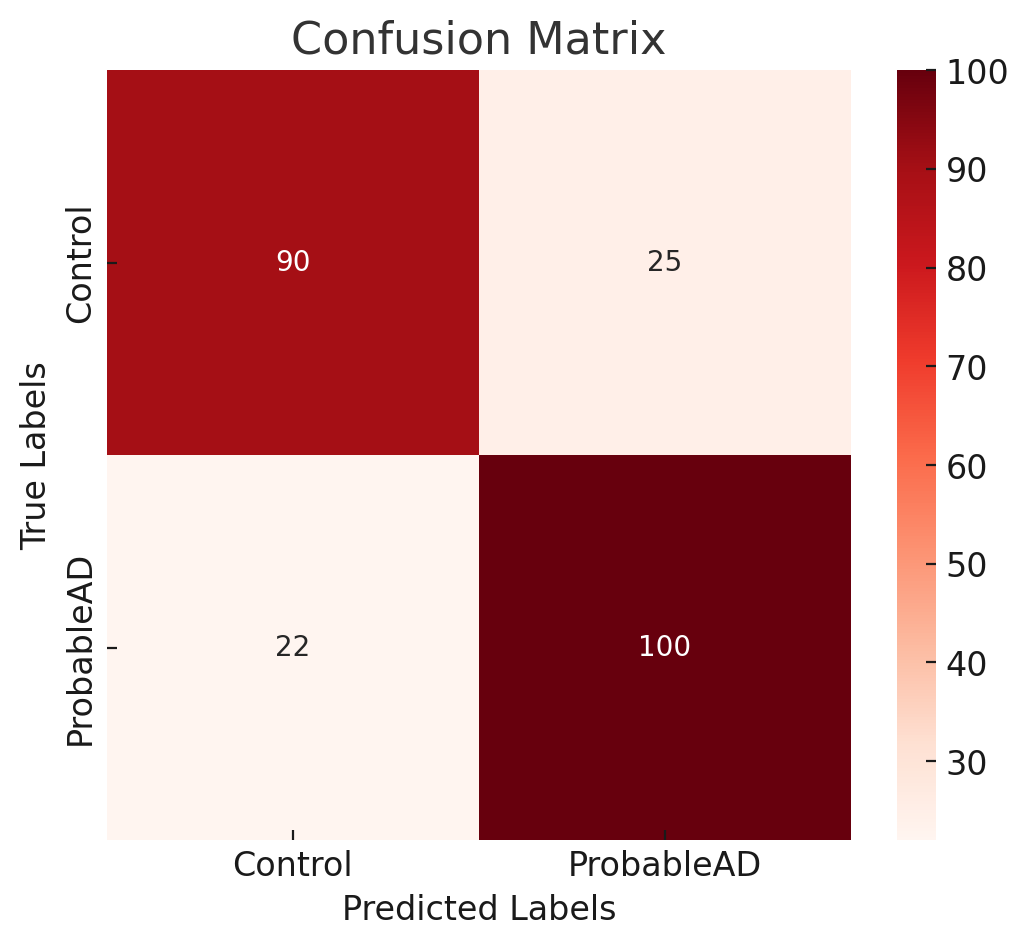 Confusion Matrix
True Labels
Control
ProbableAD
90
25
22
100
Control
ProbableAD
Predicted Labels
100
90
80
70
60
50
40
30